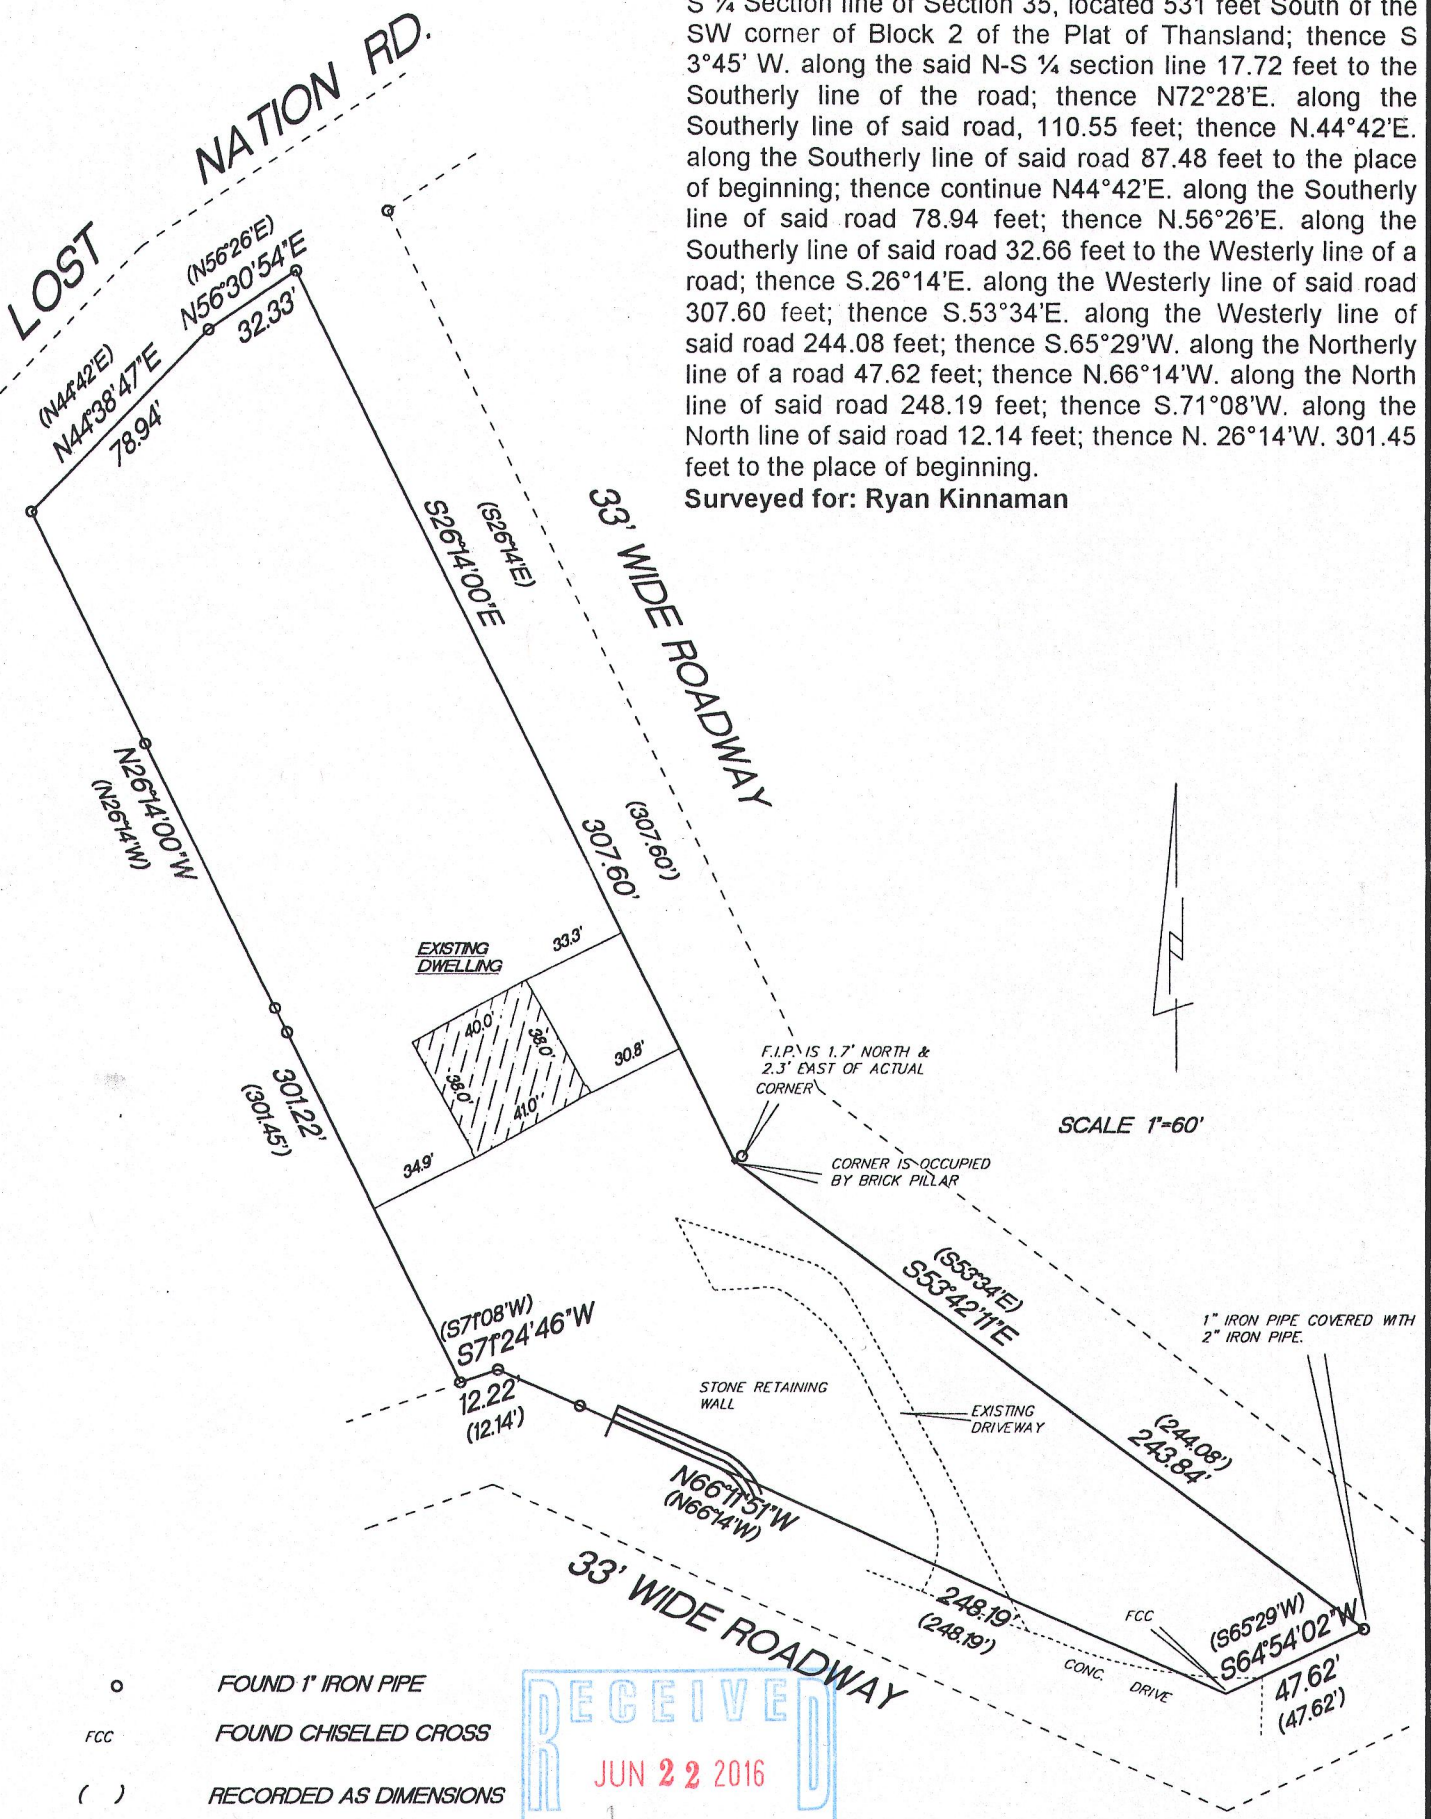 S ¼ Section line of Section 35, located 531 feet South of the
SW corner of Block 2 of the Plat of Thansland; thence S
3°45' W. along the said N-S ¼ section line 17.72 feet to the
Southerly line of the road; thence N72°28'E. along the
Southerly line of said road, 110.55 feet; thence N.44°42'E.
along the Southerly line of said road 87.48 feet to the place
of beginning; thence continue N44°42'E. along the Southerly
line of said road 78.94 feet; thence N.56°26'E. along the
Southerly line of said road 32.66 feet to the Westerly line of a
road; thence S.26°14'E. along the Westerly line of said road
307.60 feet; thence S.53°34'E. along the Westerly line of
said road 244.08 feet; thence S.65°29'W. along the Northerly
line of a road 47.62 feet; thence N.66°14'W. along the North
line of said road 248.19 feet; thence S.71°08'W. along the
North line of said road 12.14 feet; thence N. 26°14'W. 301.45
feet to the place of beginning.
Surveyed for: Ryan Kinnaman
LOST NATION RD.
(N56°26'E)
N56°30'54"E
32.33'
(N44°42'E)
N44°38'47"E
78.94'
(S26°14'E)
S26°14'00"E
33' WIDE ROADWAY
N26°14'00"W
(N26°14'W)
(307.60')
307.60'
EXISTING
DWELLING
33.3'
40.0'
38.0'
30.8'
38.0'
41.0'
34.9'
301.22'
(301.45')
F.I.P. IS 1.7' NORTH &
2.3' EAST OF ACTUAL
CORNER
SCALE 1"=60'
CORNER IS OCCUPIED
BY BRICK PILLAR
(S53°34'E)
S53°42'11"E
1" IRON PIPE COVERED WITH
2" IRON PIPE.
(S71°08'W)
S71°24'46"W
12.22'
(12.14')
STONE RETAINING
WALL
EXISTING
DRIVEWAY
(244.08')
243.84'
N66°11'51"W
(N66°14'W)
33' WIDE ROADWAY
248.19'
(248.19')
FCC
(S65°29'W)
S64°54'02"W
47.62'
(47.62')
CONC. DRIVE
FOUND 1" IRON PIPE
FCC FOUND CHISELED CROSS
( ) RECORDED AS DIMENSIONS
RECEIVED
JUN 22 2016